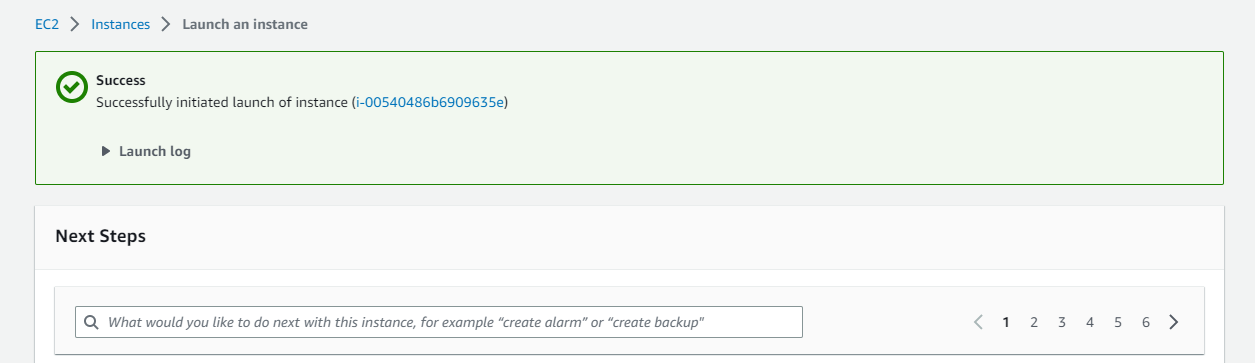 EC2 > Instances > Launch an instance
Success
Successfully initiated launch of instance (i-00540486b6909635e)
Launch log
Next Steps
What would you like to do next with this instance, for example “create alarm” or “create backup”
1 2 3 4 5 6